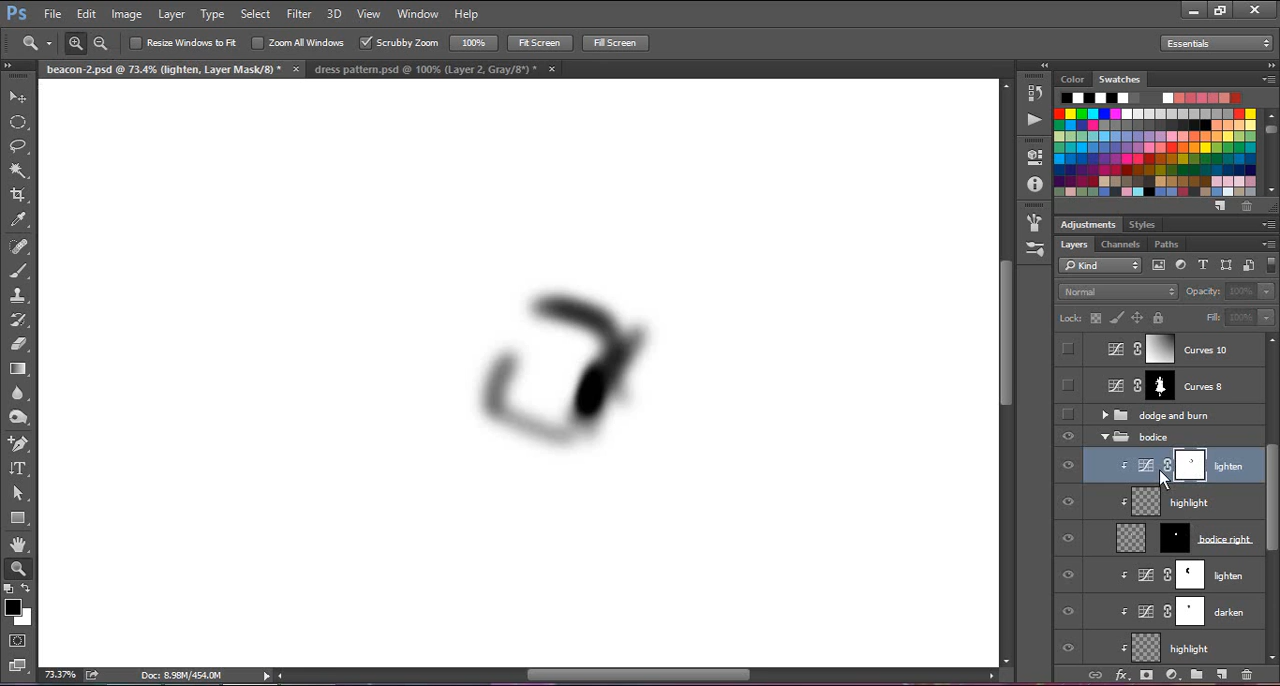 Ps File Edit Image Layer Type Select Filter 3D View Window Help
Resize Windows to Fit Zoom All Windows Scrubby Zoom 100% Fit Screen Fill Screen Essentials
beacon-2.psd @ 73.4% (lighten, Layer Mask/8) * × dress pattern.psd @ 100% (Layer 2, Gray/8*) * ×
Color Swatches
Adjustments Styles
Layers Channels Paths
Kind
Normal Opacity: 100%
Lock: Fill: 100%
Curves 10
Curves 8
dodge and burn
bodice
lighten
highlight
bodice right
lighten
darken
highlight
73.37% Doc: 8.98M/454.0M